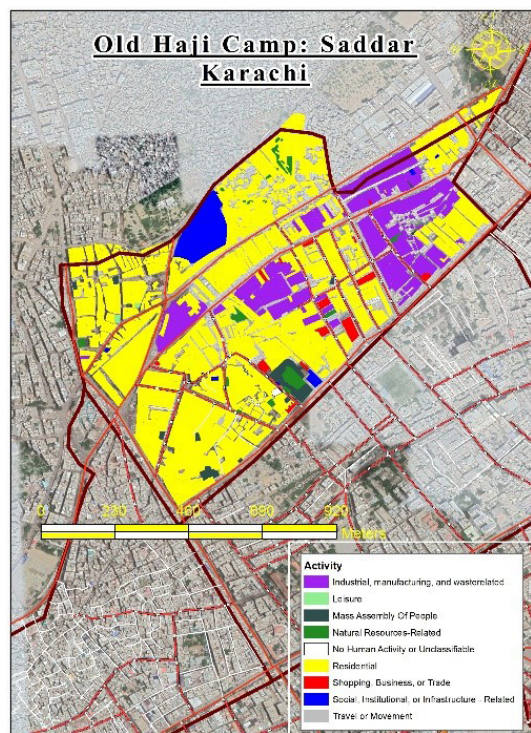 Old Haji Camp: Saddar
Karachi
0 230 460 690 920
Meters
Activity
Industrial, manufacturing, and wasterelated
Leisure
Mass Assembly Of People
Natural Resources-Related
No Human Activity or Unclassifiable
Residential
Shopping, Business, or Trade
Social, Institutional, or Infrastructure - Related
Travel or Movement